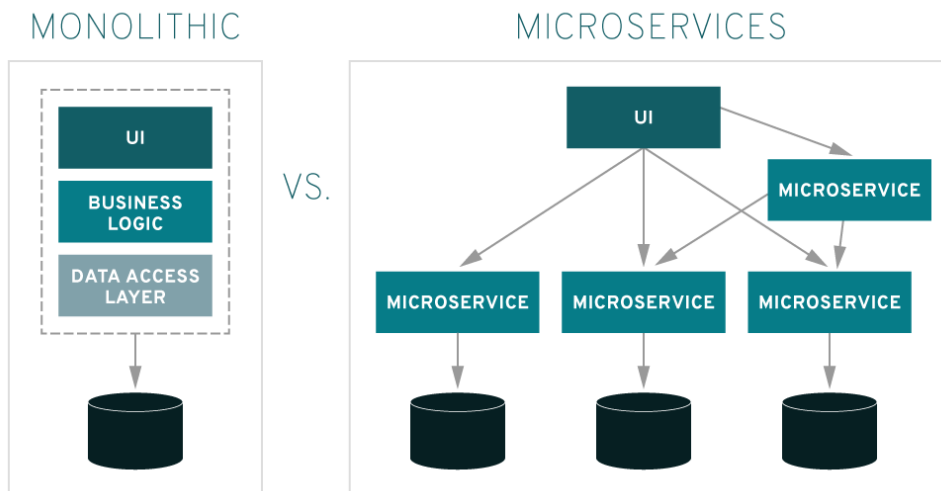 MONOLITHIC
UI
BUSINESS
LOGIC
DATA ACCESS
LAYER
VS.
MICROSERVICES
UI
MICROSERVICE
MICROSERVICE
MICROSERVICE
MICROSERVICE